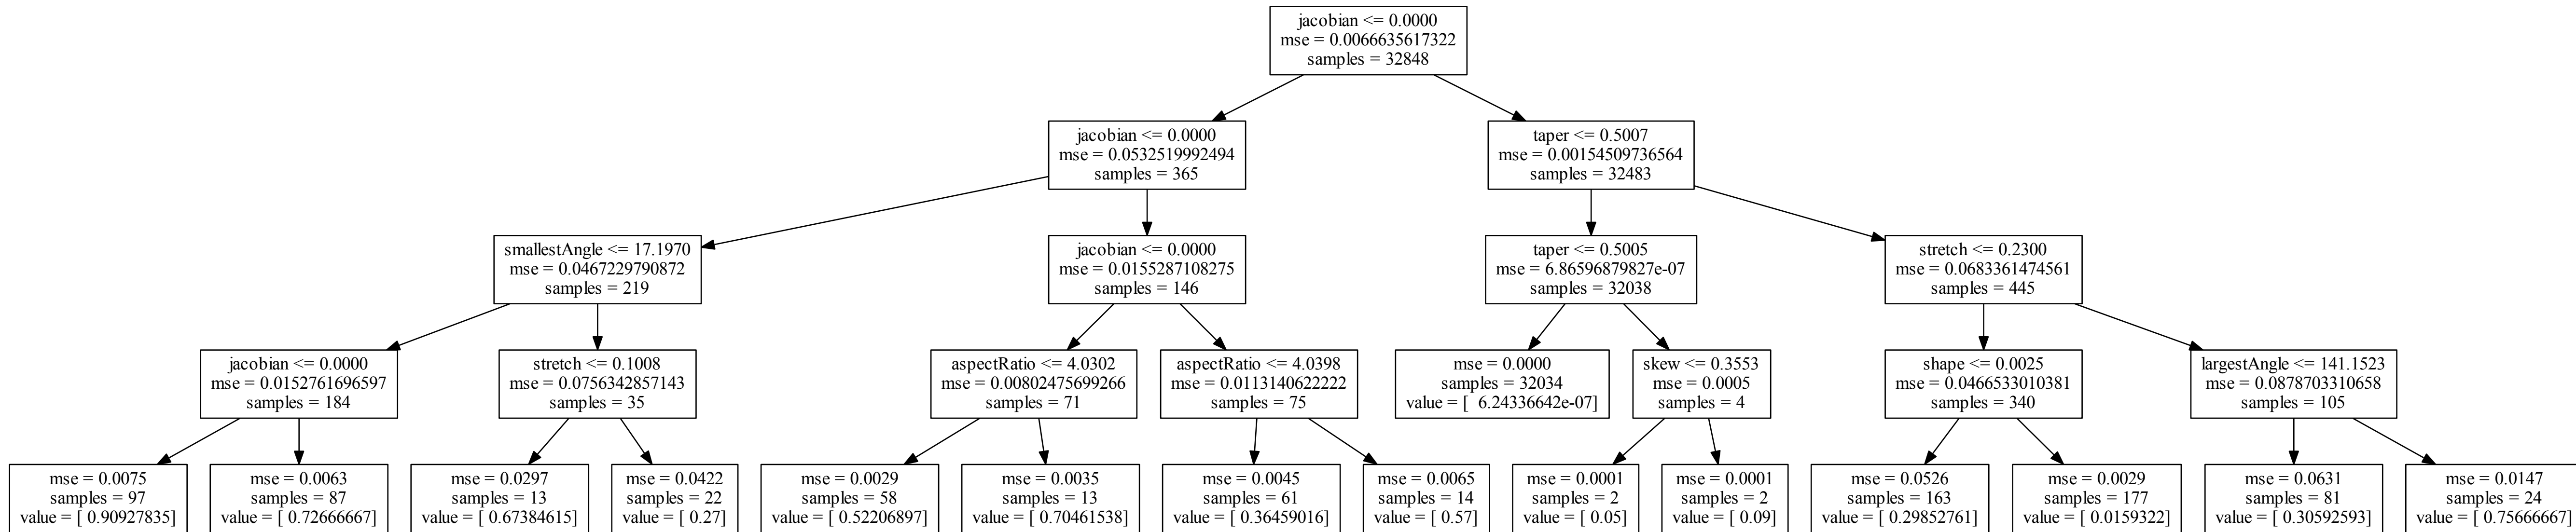 jacobian <= 0.0000
mse = 0.0066635617322
samples = 32848
jacobian <= 0.0000
mse = 0.0532519992494
samples = 365
taper <= 0.5007
mse = 0.00154509736564
samples = 32483
smallestAngle <= 17.1970
mse = 0.0467229790872
samples = 219
jacobian <= 0.0000
mse = 0.0155287108275
samples = 146
taper <= 0.5005
mse = 6.86596879827e-07
samples = 32038
stretch <= 0.2300
mse = 0.0683361474561
samples = 445
jacobian <= 0.0000
mse = 0.0152761696597
samples = 184
stretch <= 0.1008
mse = 0.0756342857143
samples = 35
aspectRatio <= 4.0302
mse = 0.00802475699266
samples = 71
aspectRatio <= 4.0398
mse = 0.0113140622222
samples = 75
mse = 0.0000
samples = 32034
value = [  6.24336642e-07]
skew <= 0.3553
mse = 0.0005
samples = 4
shape <= 0.0025
mse = 0.0466533010381
samples = 340
largestAngle <= 141.1523
mse = 0.0878703310658
samples = 105
mse = 0.0075
samples = 97
value = [ 0.90927835]
mse = 0.0063
samples = 87
value = [ 0.72666667]
mse = 0.0297
samples = 13
value = [ 0.67384615]
mse = 0.0422
samples = 22
value = [ 0.27]
mse = 0.0029
samples = 58
value = [ 0.52206897]
mse = 0.0035
samples = 13
value = [ 0.70461538]
mse = 0.0045
samples = 61
value = [ 0.36459016]
mse = 0.0065
samples = 14
value = [ 0.57]
mse = 0.0001
samples = 2
value = [ 0.05]
mse = 0.0001
samples = 2
value = [ 0.09]
mse = 0.0526
samples = 163
value = [ 0.29852761]
mse = 0.0029
samples = 177
value = [ 0.0159322]
mse = 0.0631
samples = 81
value = [ 0.30592593]
mse = 0.0147
samples = 24
value = [ 0.75666667]